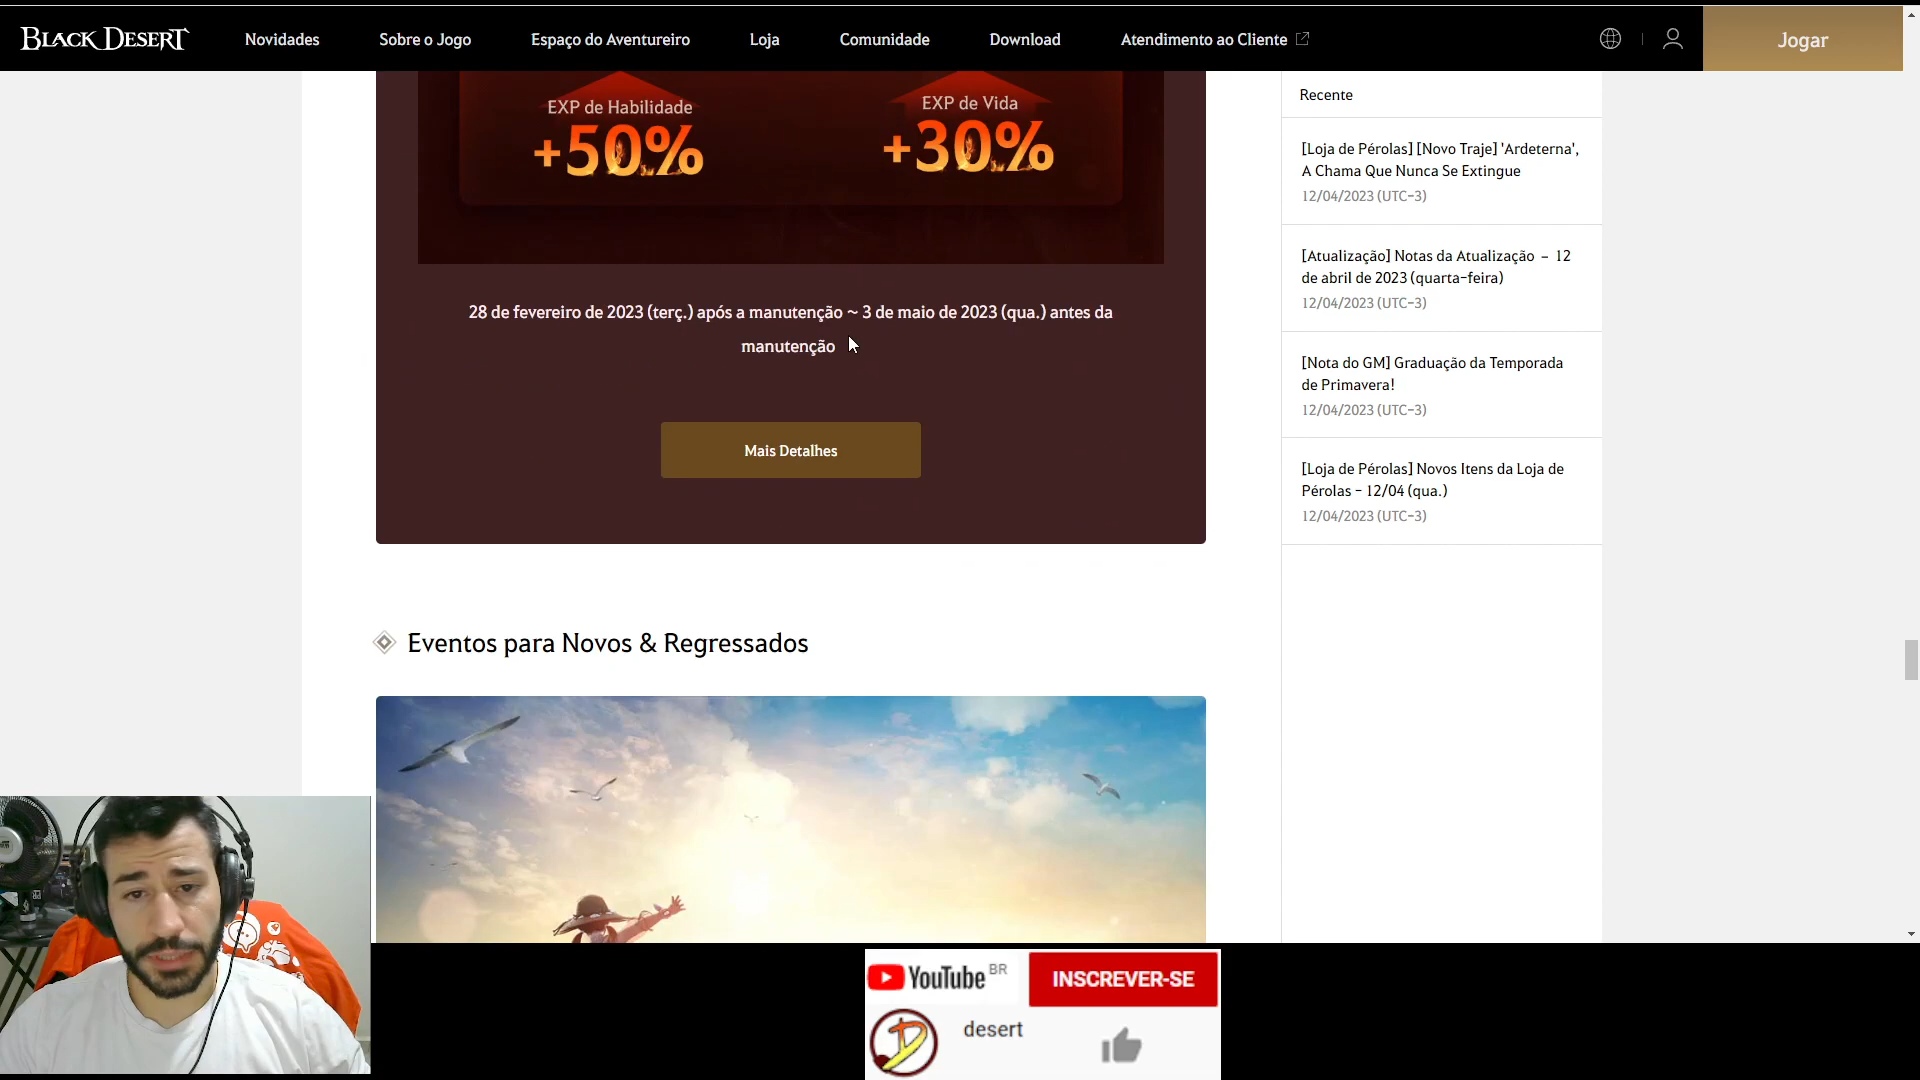 BLACK DESERT
Novidades
Sobre o Jogo
Espaço do Aventureiro
Loja
Comunidade
Download
Atendimento ao Cliente
Jogar
EXP de Habilidade
+50%
EXP de Vida
+30%
28 de fevereiro de 2023 (terç.) após a manutenção ~ 3 de maio de 2023 (qua.) antes da
manutenção
Mais Detalhes
Eventos para Novos & Regressados
Recente
[Loja de Pérolas] [Novo Traje] 'Ardeterna',
A Chama Que Nunca Se Extingue
12/04/2023 (UTC-3)
[Atualização] Notas da Atualização – 12
de abril de 2023 (quarta-feira)
12/04/2023 (UTC-3)
[Nota do GM] Graduação da Temporada
de Primavera!
12/04/2023 (UTC-3)
[Loja de Pérolas] Novos Itens da Loja de
Pérolas - 12/04 (qua.)
12/04/2023 (UTC-3)
YouTube BR
INSCREVER-SE
desert